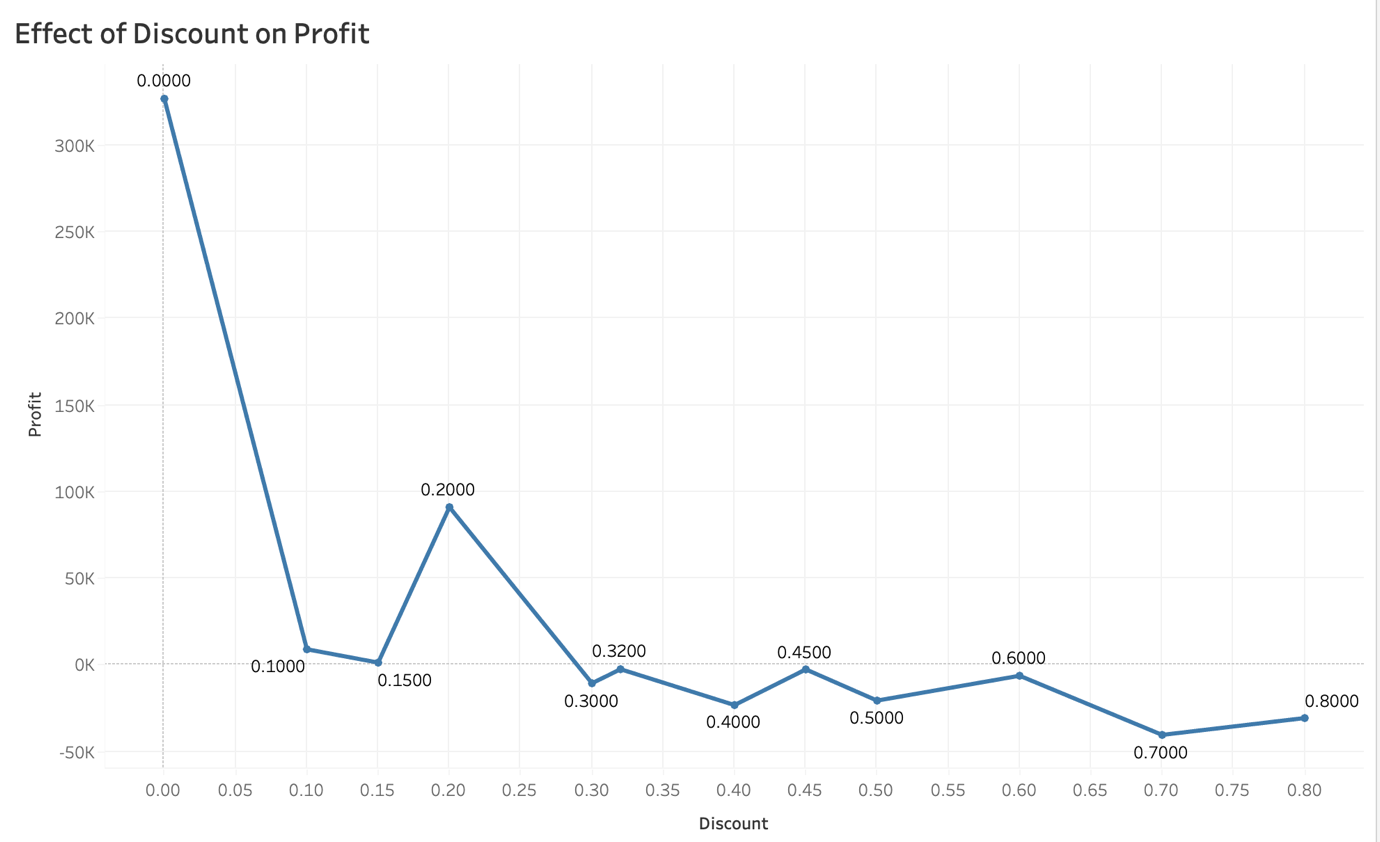 Effect of Discount on Profit
0.0000
300K
250K
200K
150K
Profit
0.2000
100K
50K
0.3200
0.4500
0.6000
0K
0.1000
0.1500
0.3000
0.8000
0.4000
0.5000
-50K
0.7000
0.00 0.05 0.10 0.15 0.20 0.25 0.30 0.35 0.40 0.45 0.50 0.55 0.60 0.65 0.70 0.75 0.80
Discount